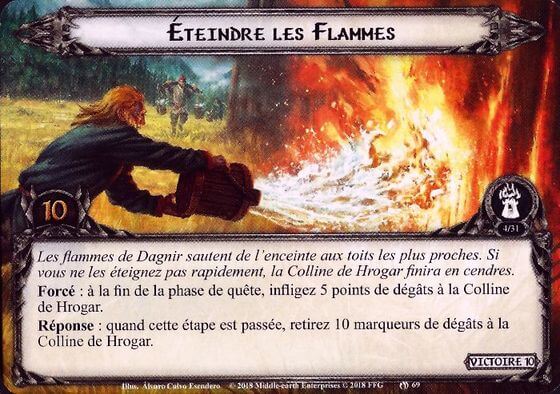 Éteindre les Flammes
10
4/31
Les flammes de Dagnir sautent de l'enceinte aux toits les plus proches. Si
vous ne les éteignez pas rapidement, la Colline de Hrogar finira en cendres.
Forcé : à la fin de la phase de quête, infligez 5 points de dégâts à la Colline
de Hrogar.
Réponse : quand cette étape est passée, retirez 10 marqueurs de dégâts à la
Colline de Hrogar.
VICTOIRE 10
Illus. Álvaro Calvo Escudero © 2018 Middle-earth Enterprises © 2018 FFG 69